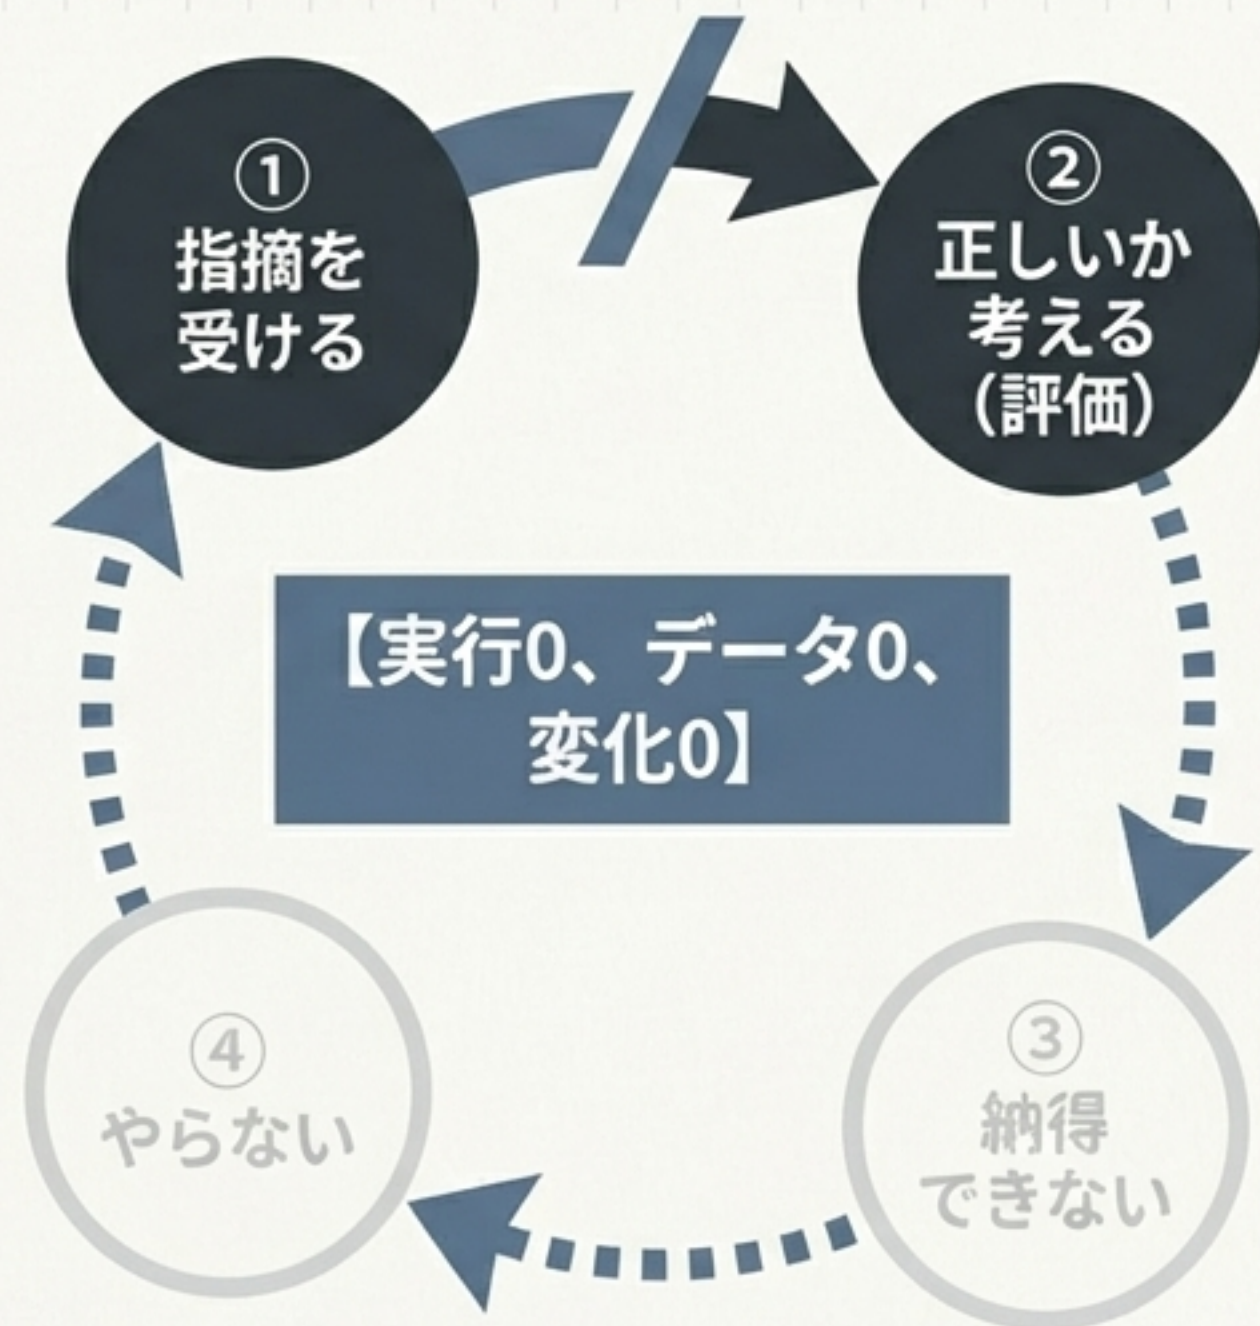 ①
指摘を
受ける
②
正しいか
考える
（評価）
【実行0、データ0、
変化0】
③
納得
できない
④
やらない